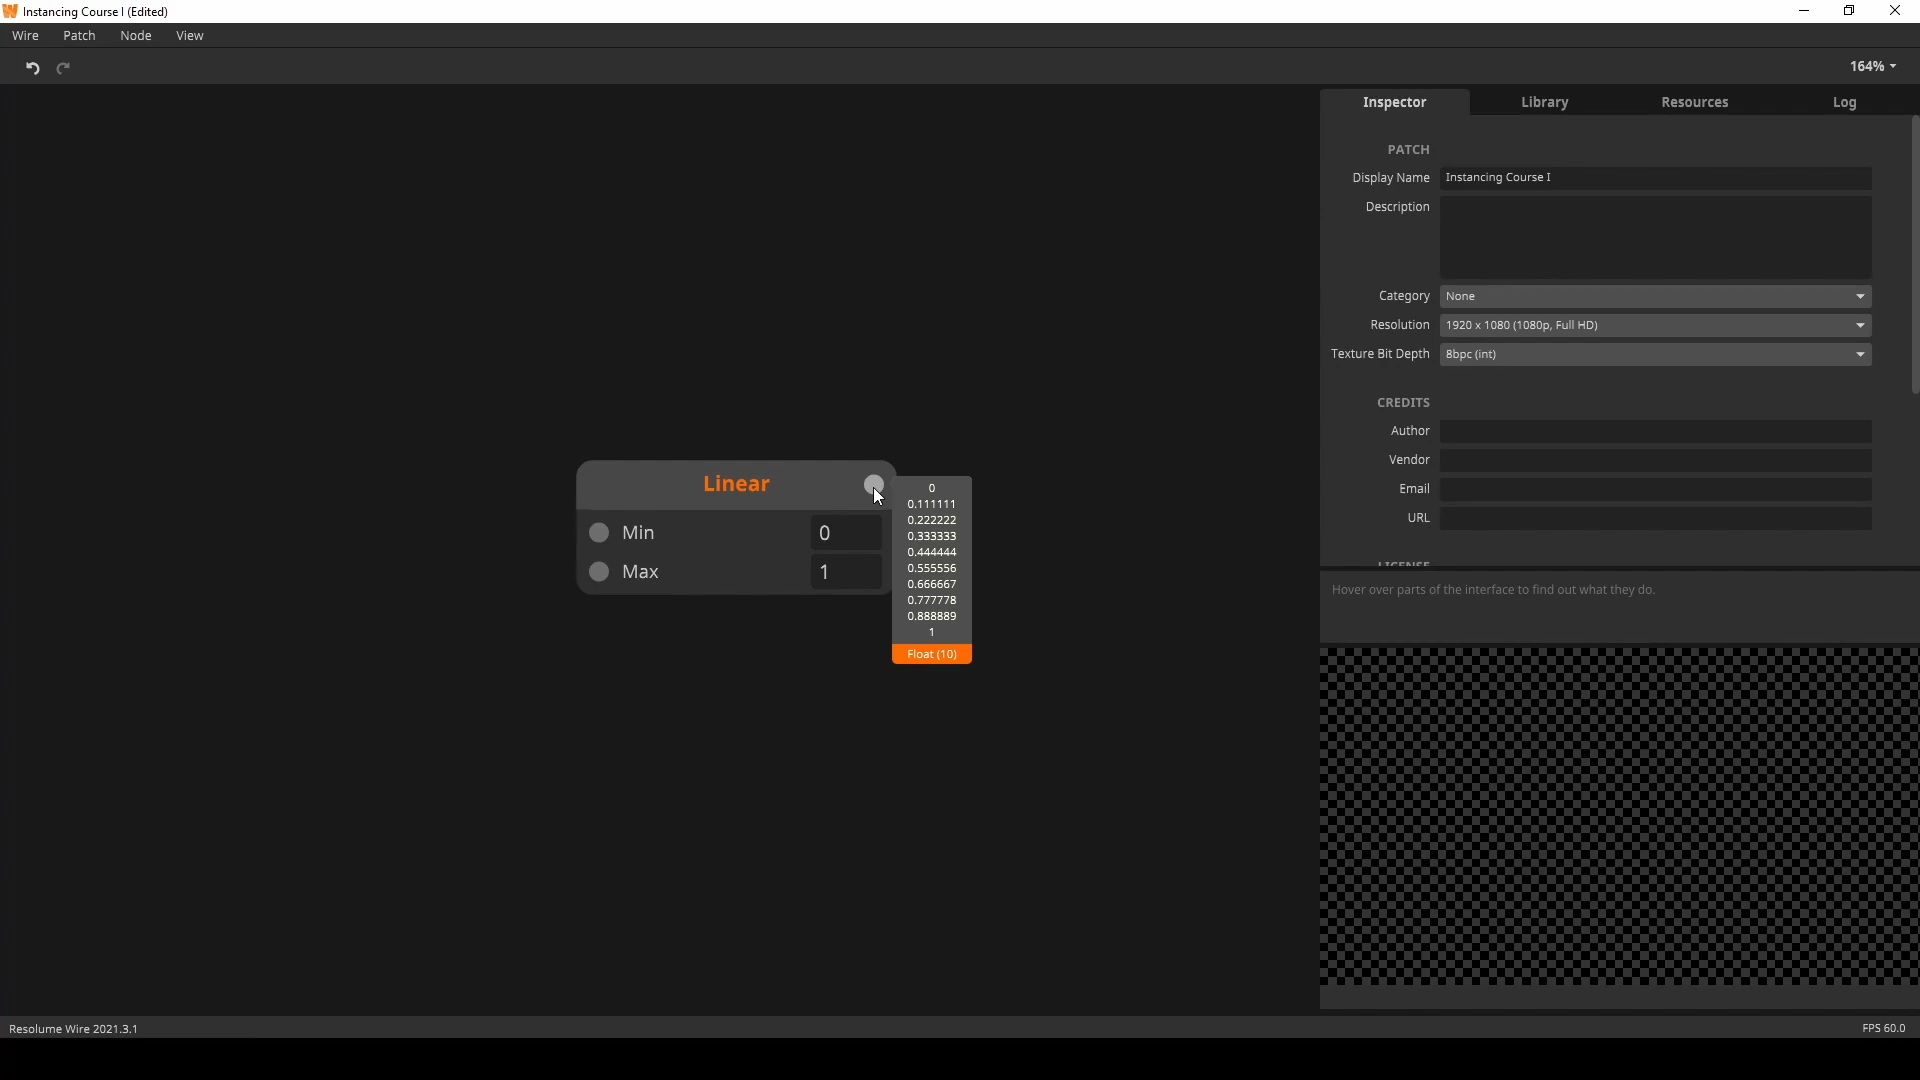 Instancing Course I (Edited)
Wire Patch Node View
164%
Inspector Library Resources Log
PATCH
Display Name Instancing Course I
Description
Category None
Resolution 1920 x 1080 (1080p, Full HD)
Texture Bit Depth 8bpc (int)
CREDITS
Author
Vendor
Email
URL
LICENSE
Hover over parts of the interface to find out what they do.
Linear
Min 0
Max 1
0
0.111111
0.222222
0.333333
0.444444
0.555556
0.666667
0.777778
0.888889
1
Float (10)
Resolume Wire 2021.3.1
FPS 60.0